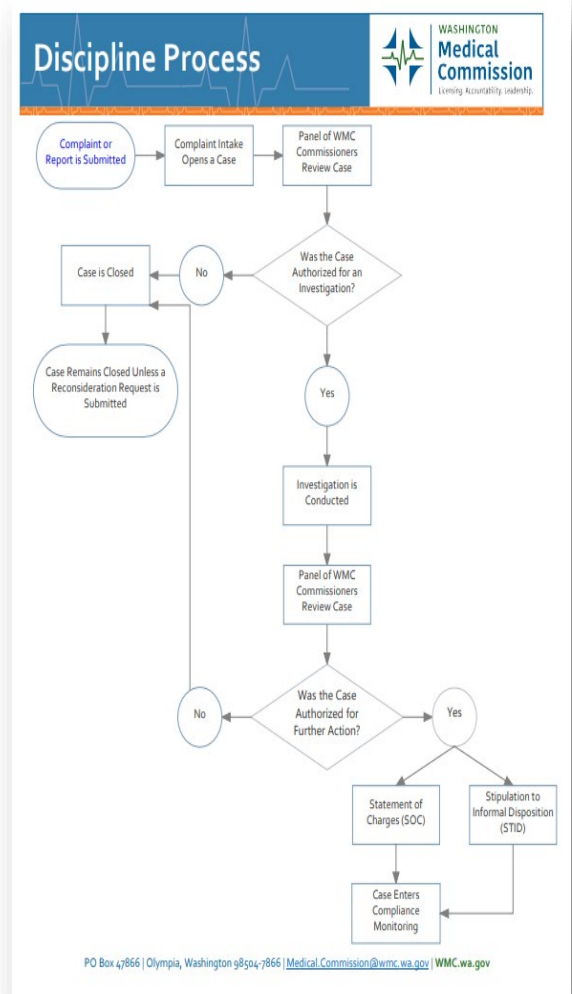 Discipline Process
WASHINGTON
Medical
Commission
Licensing. Accountability. Leadership.
Complaint or
Report is Submitted
Complaint Intake
Opens a Case
Panel of WMC
Commissioners
Review Case
Was the Case
Authorized for an
Investigation?
No
Case is Closed
Case Remains Closed Unless a
Reconsideration Request is
Submitted
Yes
Investigation is
Conducted
Panel of WMC
Commissioners
Review Case
Was the Case
Authorized for
Further Action?
No
Yes
Statement of
Charges (SOC)
Stipulation to
Informal Disposition
(STID)
Case Enters
Compliance
Monitoring
PO Box 47866 | Olympia, Washington 98504-7866 | Medical.Commission@wmc.wa.gov | WMC.wa.gov